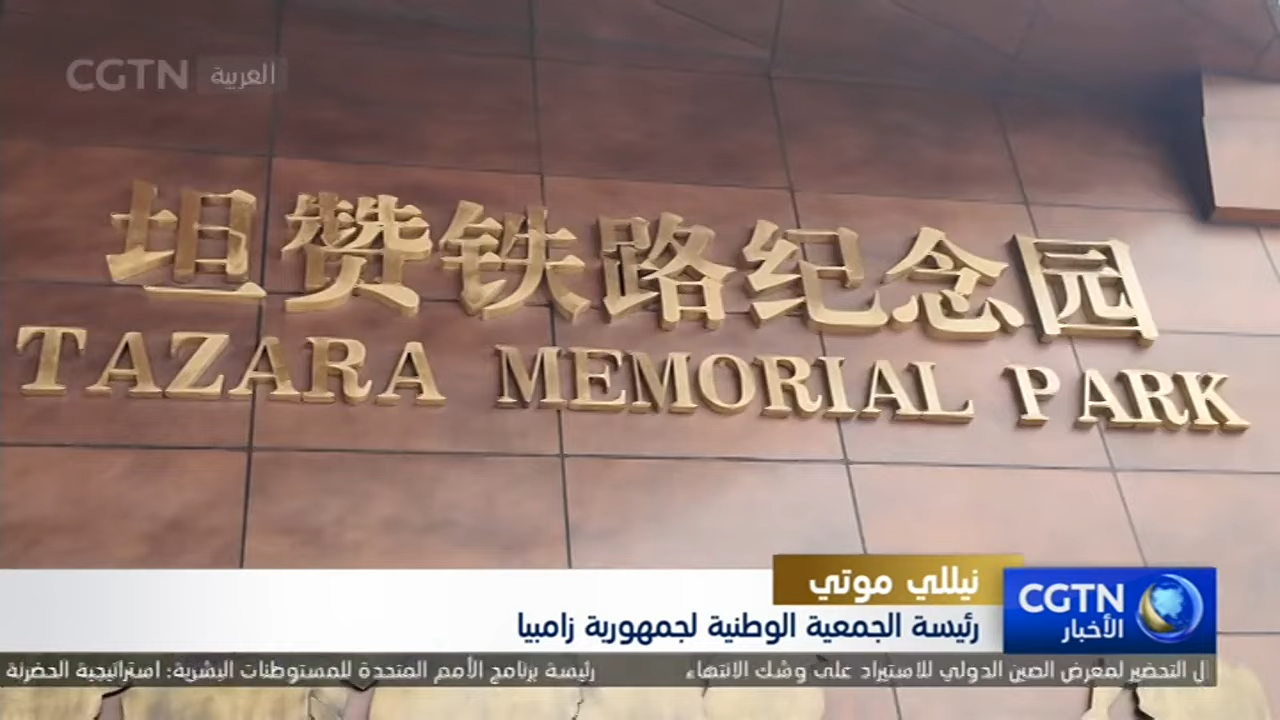 CGTN العربية
坦赞铁路纪念园
TAZARA MEMORIAL PARK
نيللي موتي
رئيسة الجمعية الوطنية لجمهورية زامبيا
CGTN
الأخبار
ل التحضير لمعرض الصين الدولي للاستيراد على وشك الانتهاء
رئيسة برنامج الأمم المتحدة للمستوطنات البشرية: استراتيجية الحضرنة